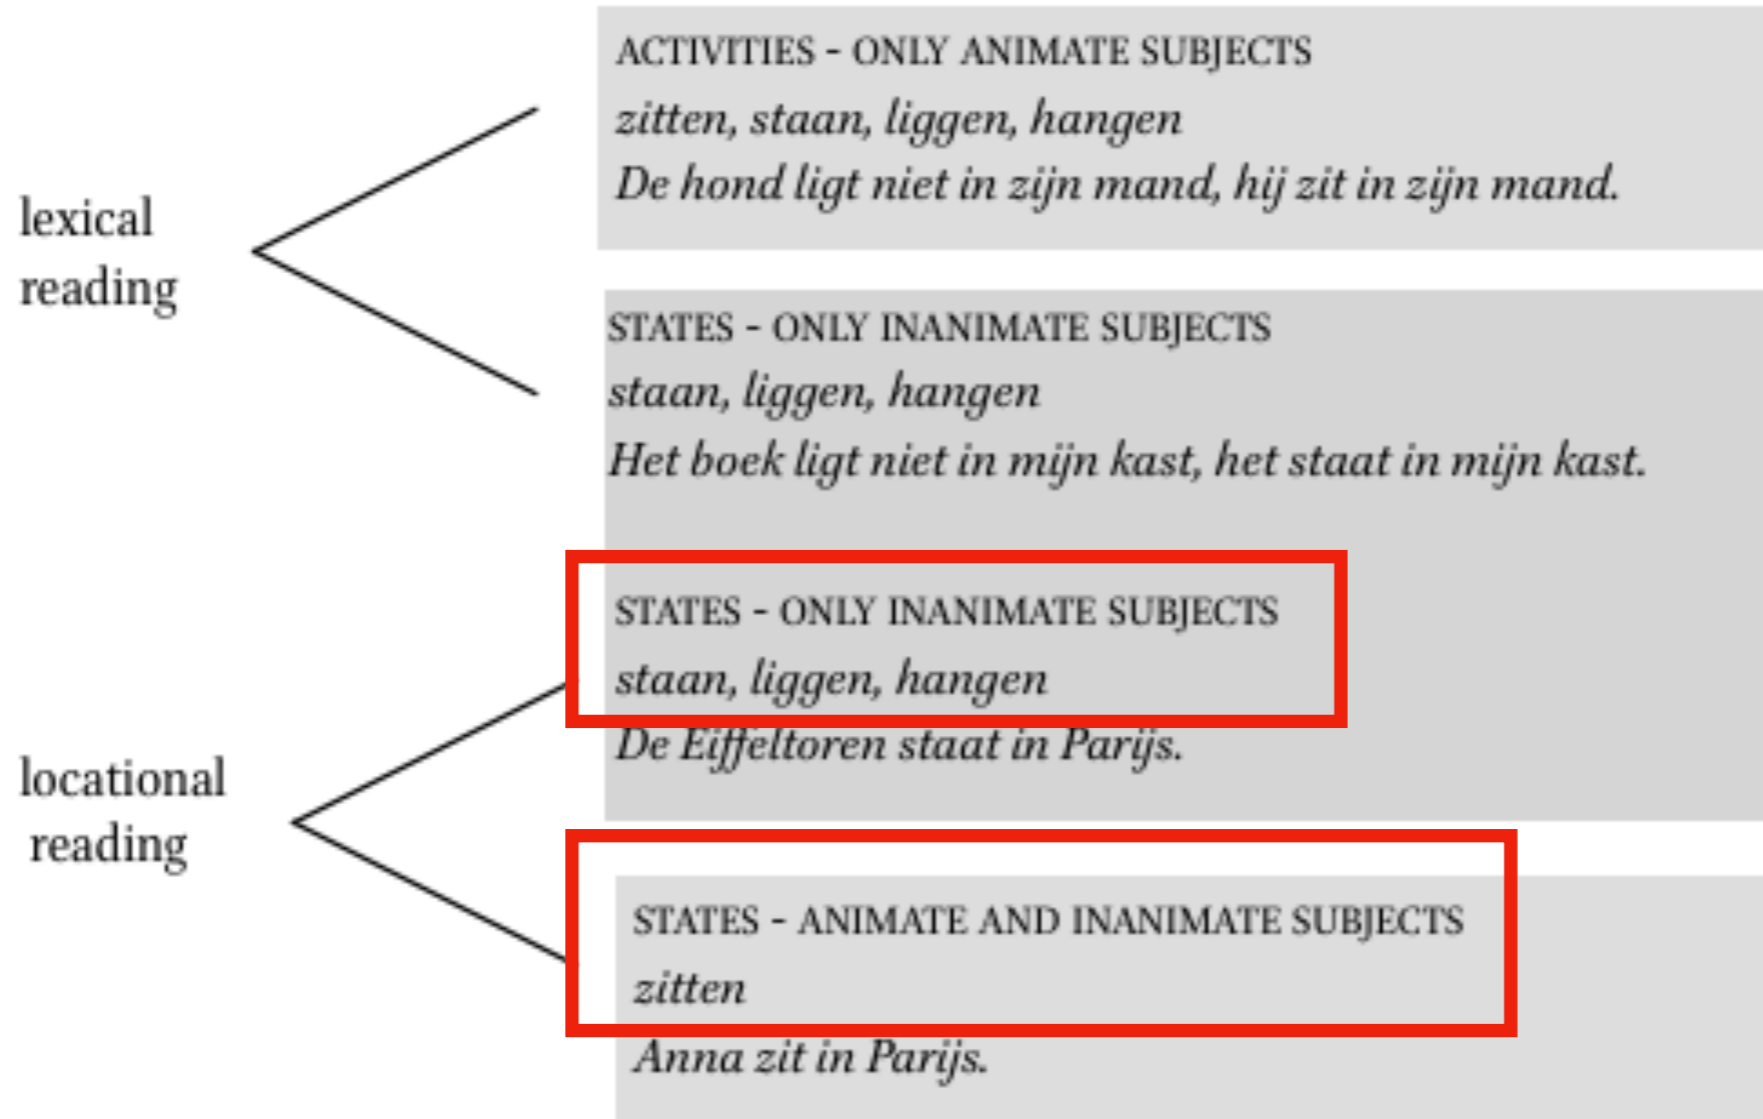 lexical
reading
ACTIVITIES - ONLY ANIMATE SUBJECTS
zitten, staan, liggen, hangen
De hond ligt niet in zijn mand, hij zit in zijn mand.
STATES - ONLY INANIMATE SUBJECTS
staan, liggen, hangen
Het boek ligt niet in mijn kast, het staat in mijn kast.
locational
reading
STATES - ONLY INANIMATE SUBJECTS
staan, liggen, hangen
De Eiffeltoren staat in Parijs.
STATES - ANIMATE AND INANIMATE SUBJECTS
zitten
Anna zit in Parijs.